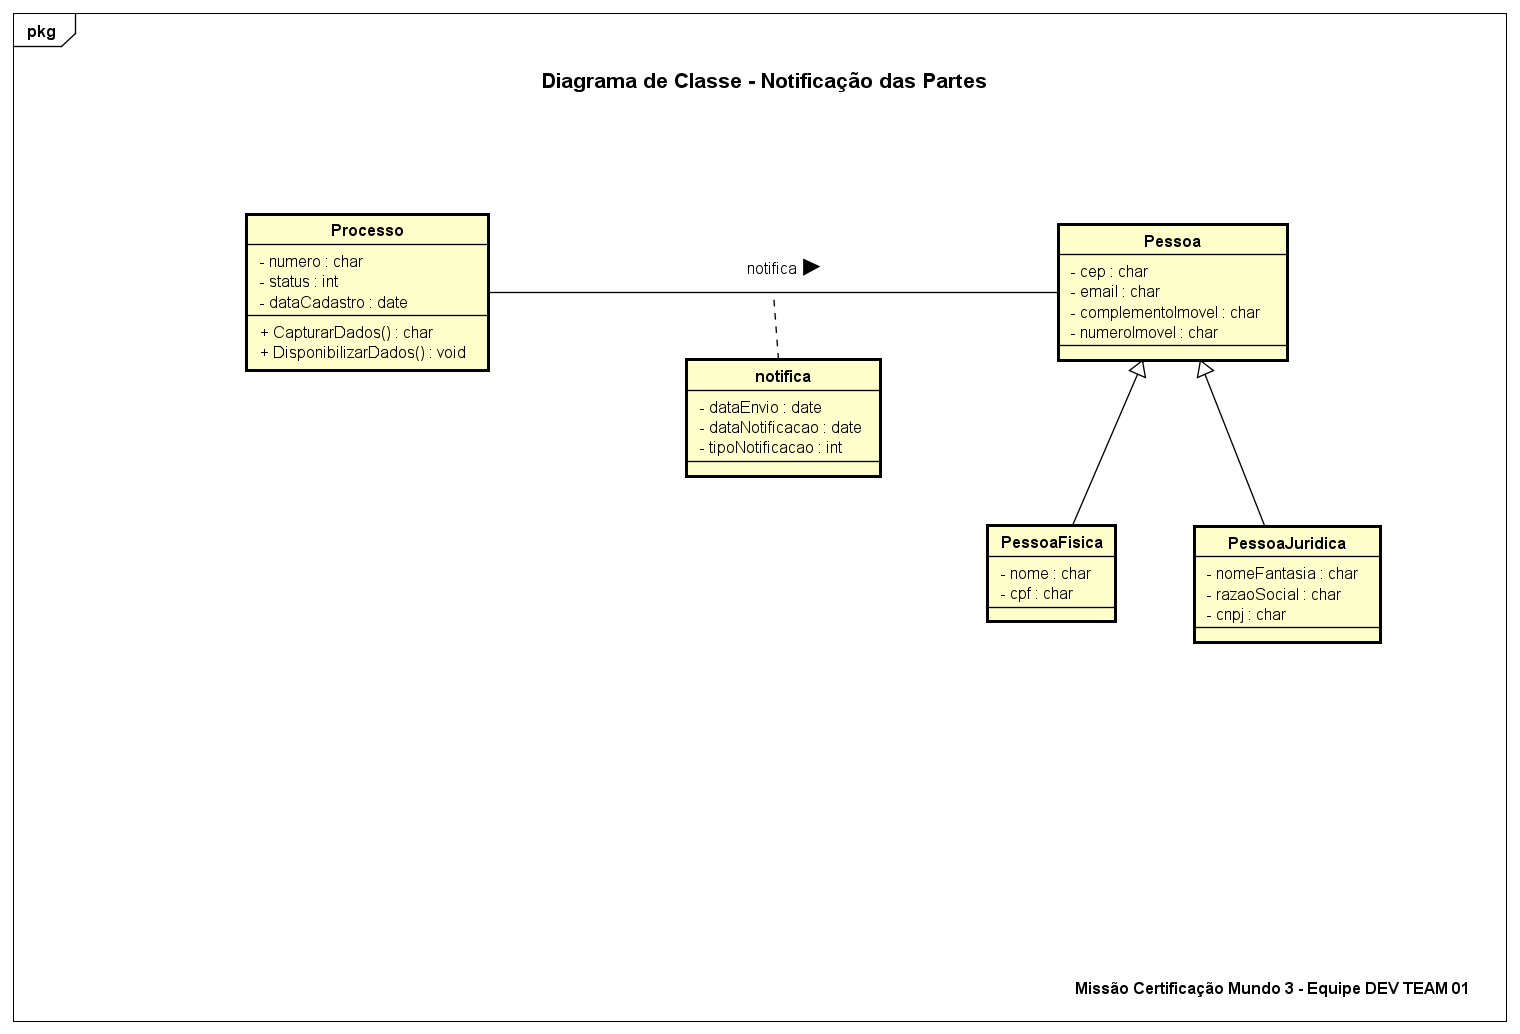 pkg
Diagrama de Classe - Notificação das Partes
Processo
- numero : char
- status : int
- dataCadastro : date
+ CapturarDados() : char
+ DisponibilizarDados() : void
notifica
Pessoa
- cep : char
- email : char
- complementoImovel : char
- numeroImovel : char
notifica
- dataEnvio : date
- dataNotificacao : date
- tipoNotificacao : int
PessoaFisica
- nome : char
- cpf : char
PessoaJuridica
- nomeFantasia : char
- razaoSocial : char
- cnpj : char
Missão Certificação Mundo 3 - Equipe DEV TEAM 01